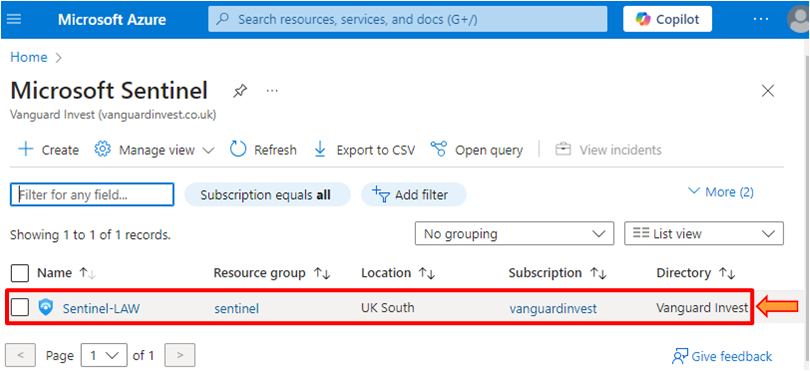 Microsoft Azure Search resources, services, and docs (G+/) Copilot ...
Home >
Microsoft Sentinel ...
Vanguard Invest (vanguardinvest.co.uk)
+ Create Manage view Refresh Export to CSV Open query View incidents
Filter for any field... Subscription equals all Add filter More (2)
Showing 1 to 1 of 1 records. No grouping List view
Name ↑↓ Resource group ↑↓ Location ↑↓ Subscription ↑↓ Directory ↑↓
Sentinel-LAW sentinel UK South vanguardinvest Vanguard Invest
< Page 1 of 1 > Give feedback